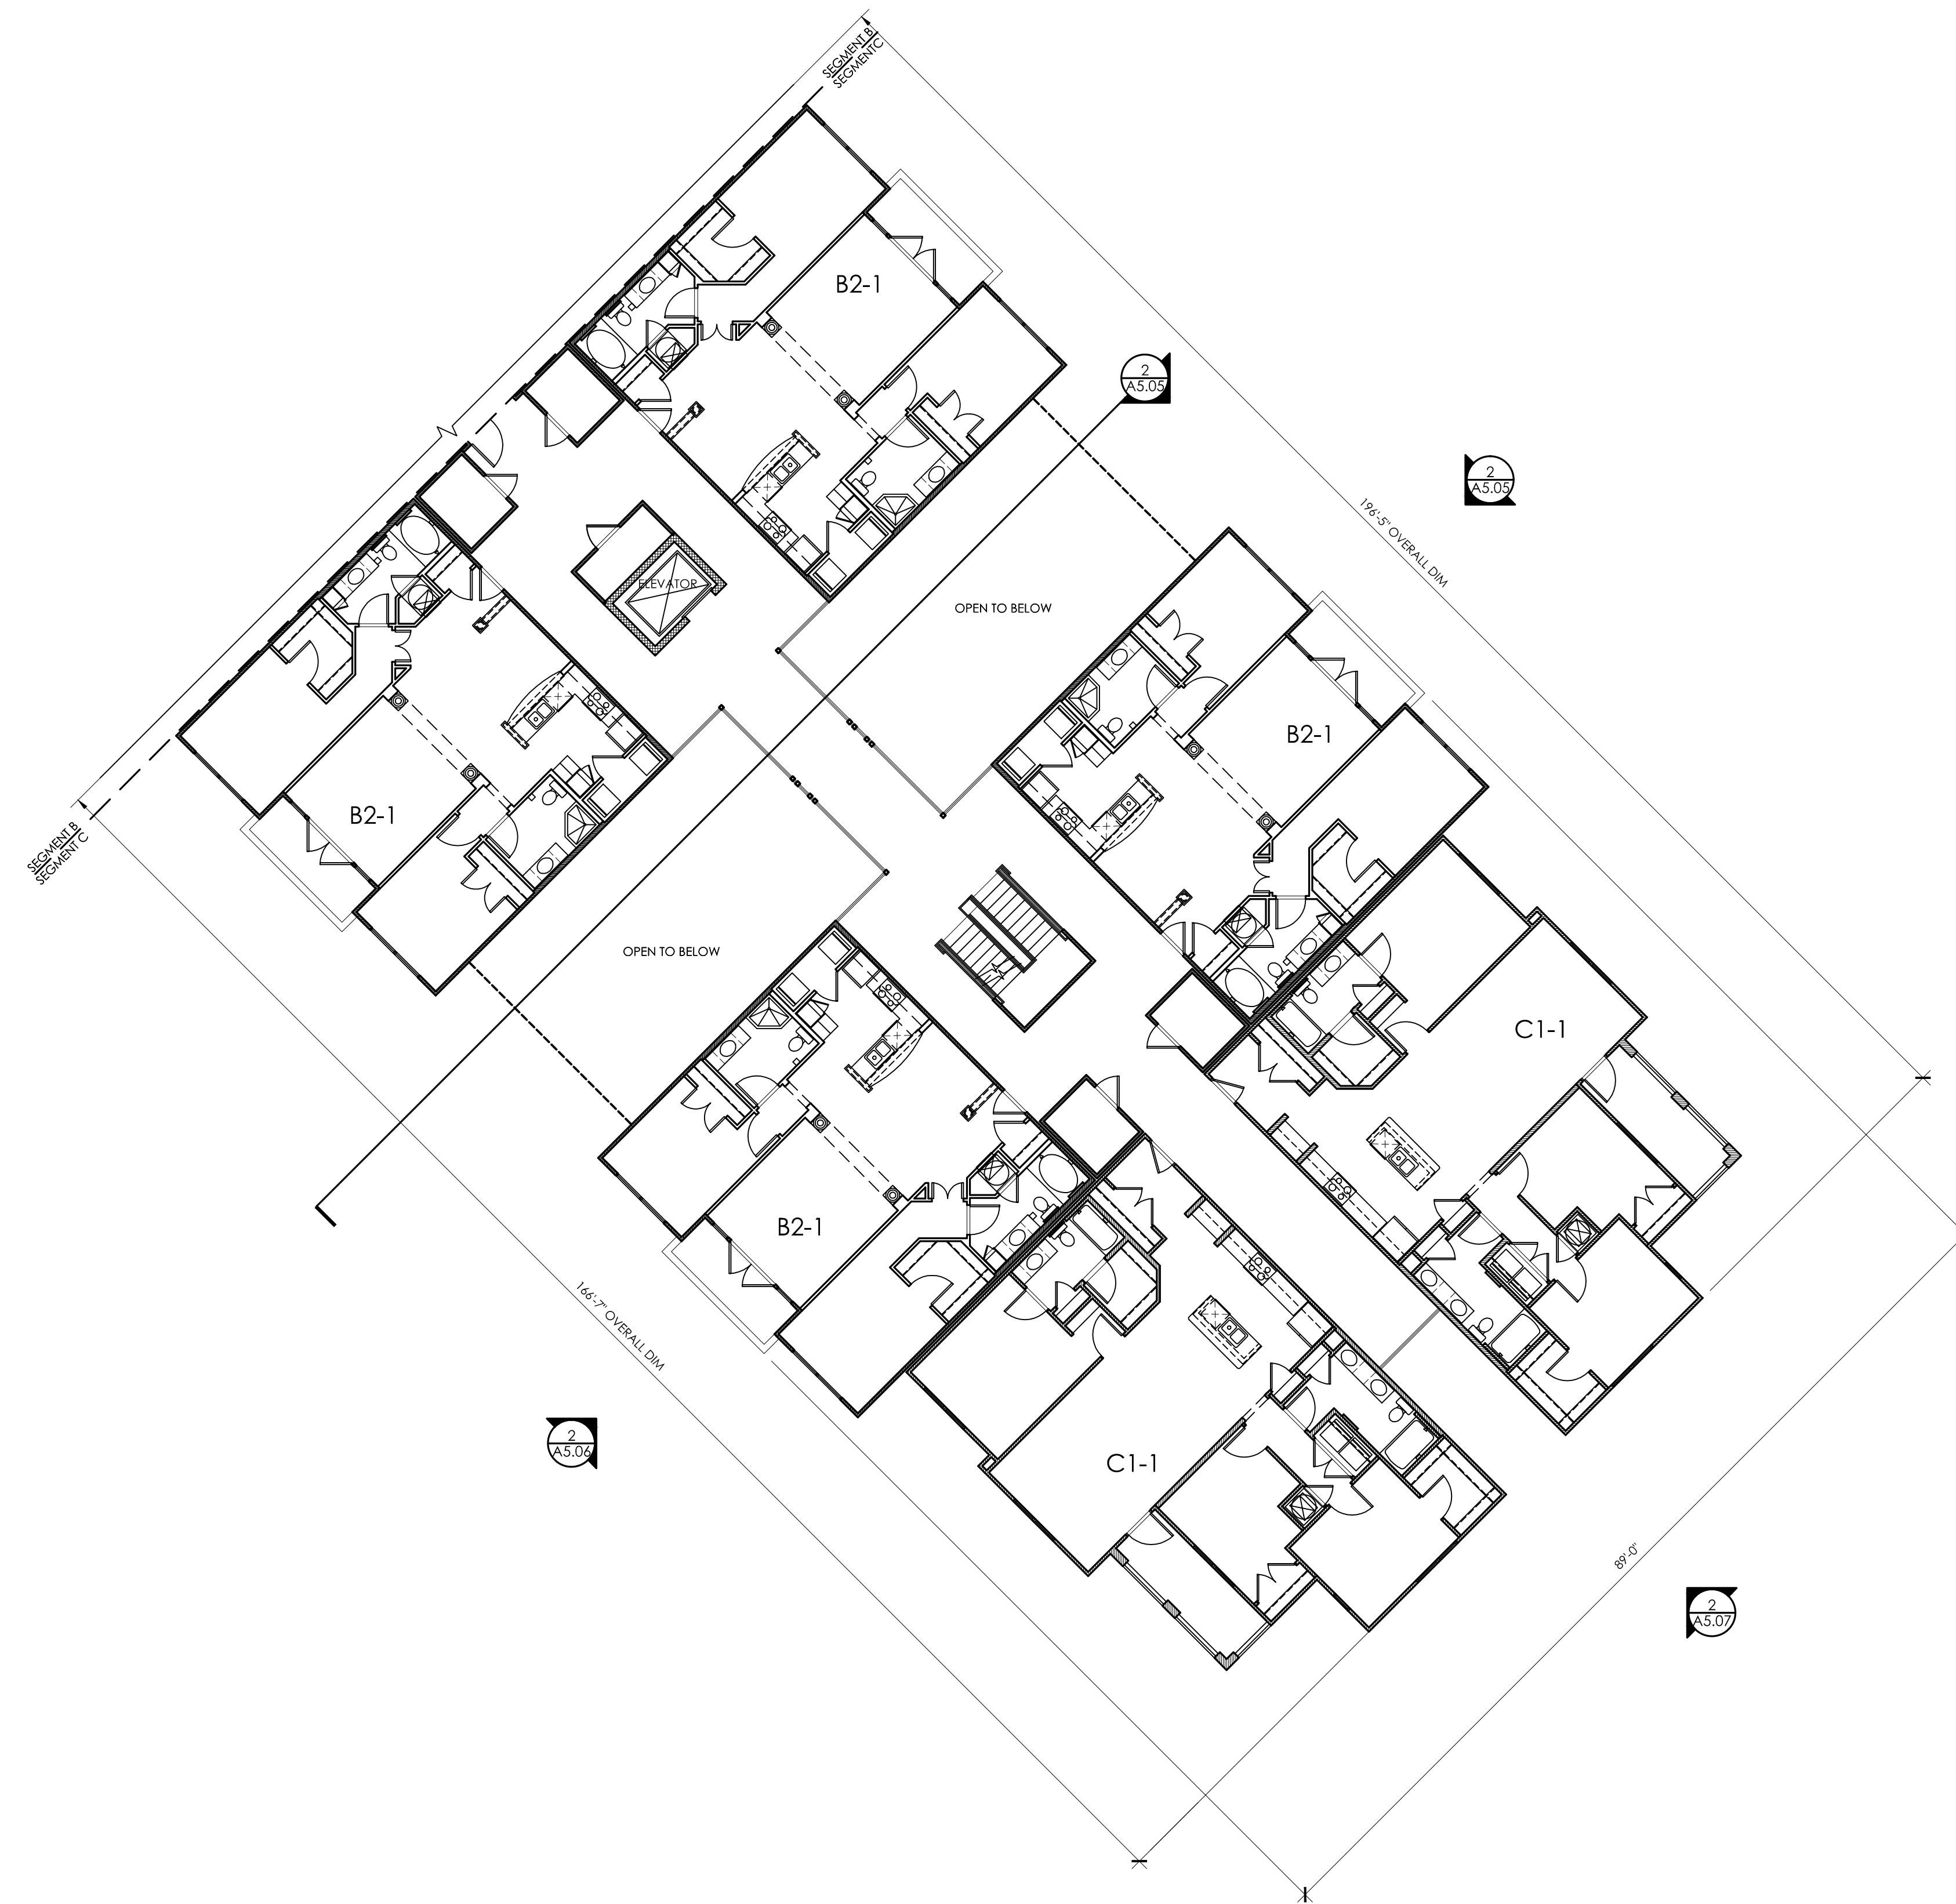 SEGMENT B
SEGMENTC
B2-1
2
A5.05
2
A5.05
196'-5" OVERALL DIM
ELEVATOR
OPEN TO BELOW
B2-1
B2-1
SEGMENT B
SEGMENT C
OPEN TO BELOW
C1-1
B2-1
166'-7" OVERALL DIM
2
A5.06
C1-1
89'-0"
2
A5.07